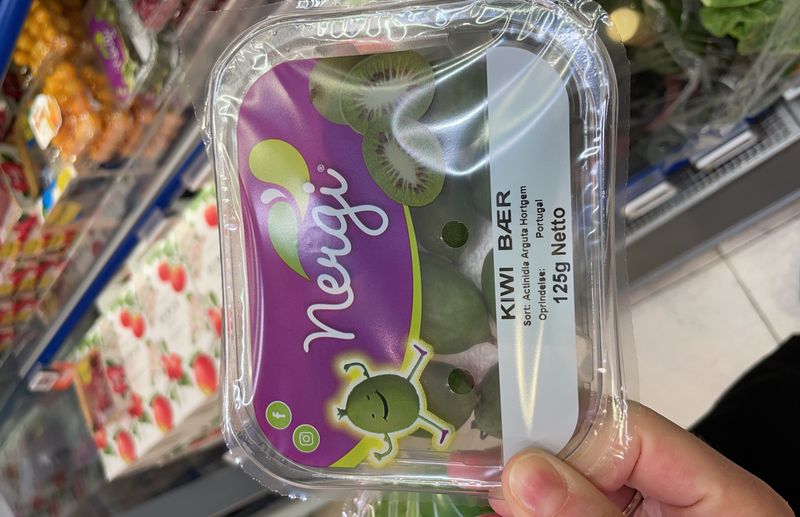 nergi®
KIWI BÆR
Sort: Actinidia Arguta Hortgem
Oprindelse: Portugal
125g Netto
f